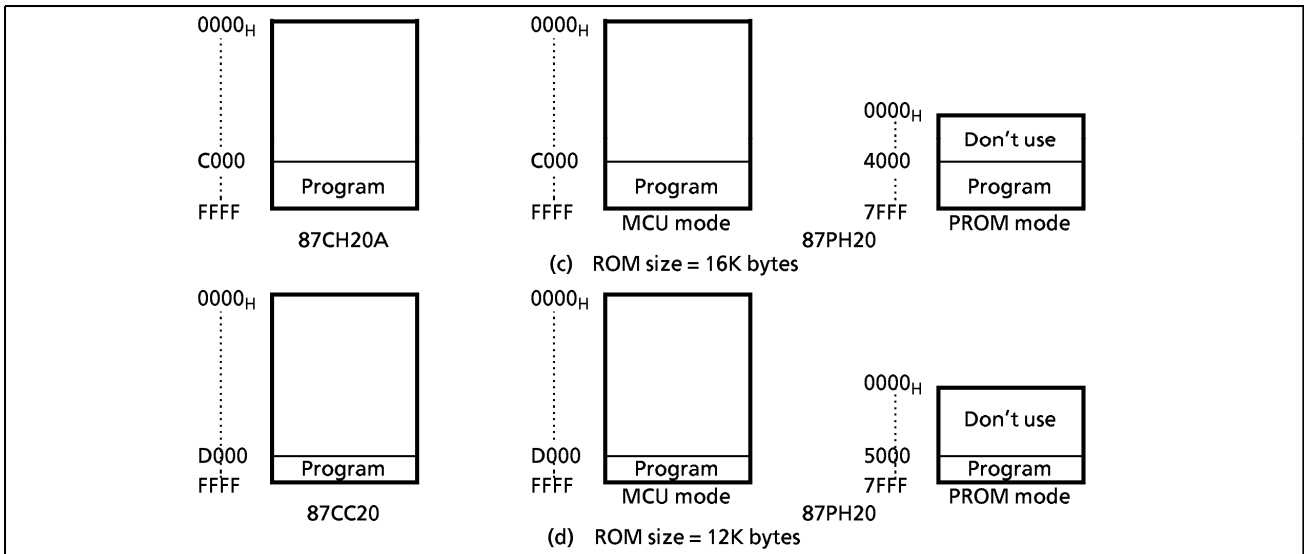 0000H
C000
FFFF
Program
87CH20A
0000H
C000
FFFF
Program
MCU mode
0000H
4000
7FFF
Don't use
Program
PROM mode
87PH20
(c) ROM size = 16K bytes
0000H
D000
FFFF
Program
87CC20
0000H
D000
FFFF
Program
MCU mode
0000H
5000
7FFF
Don't use
Program
PROM mode
87PH20
(d) ROM size = 12K bytes